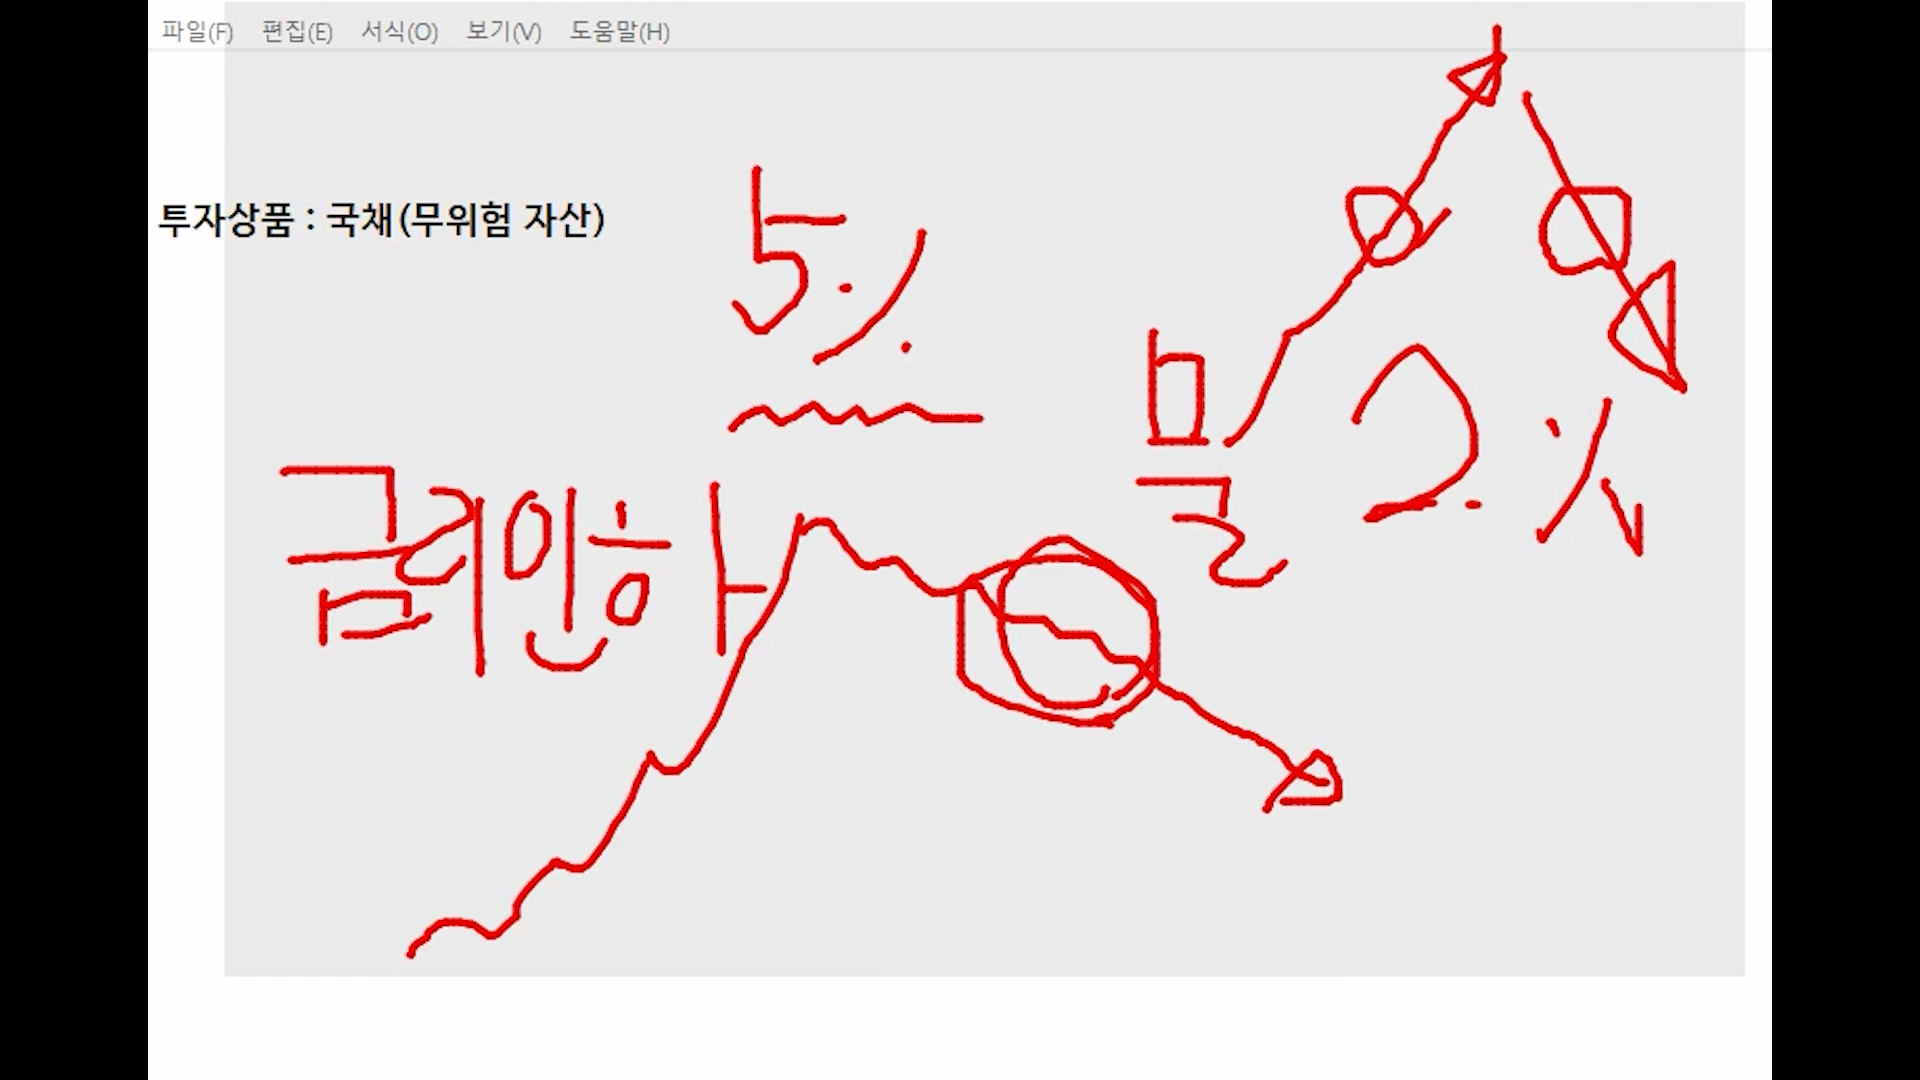 파일(F) 편집(E) 서식(O) 보기(V) 도움말(H)
투자상품 : 국채(무위험 자산)
5%
물 2%
금리인하